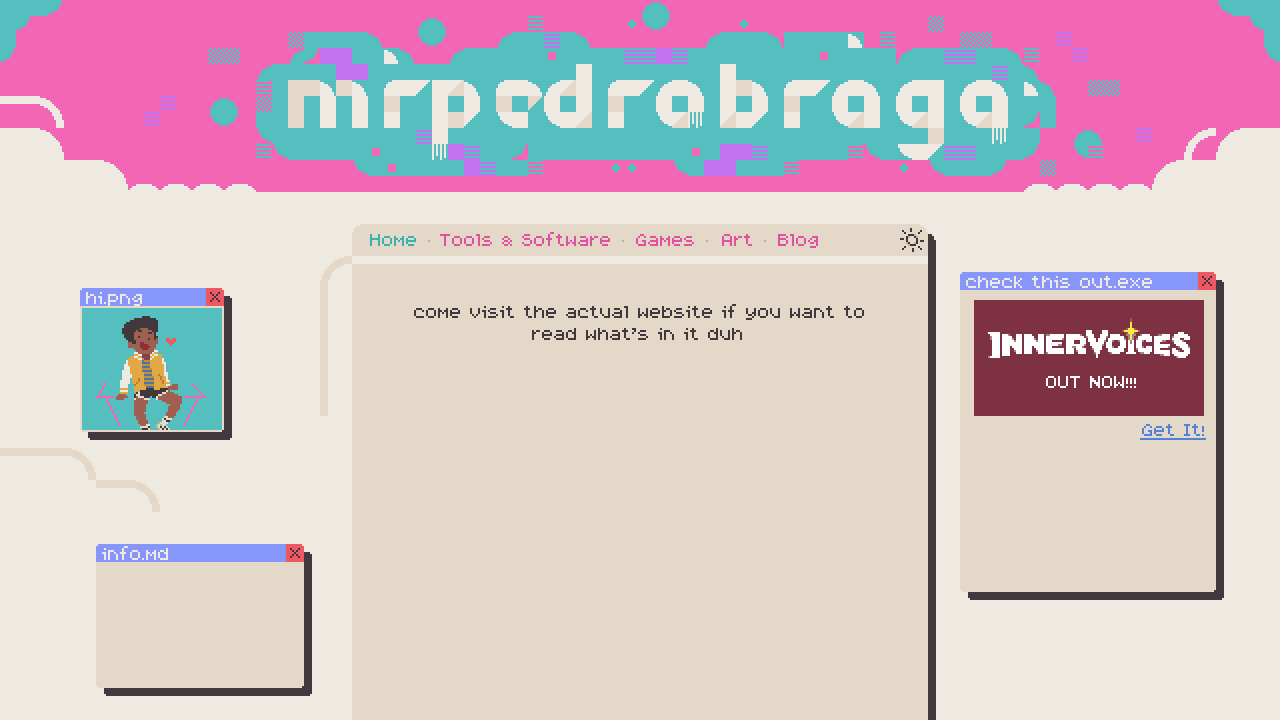 mrpedrobraga
Home · Tools & Software · Games · Art · Blog
hi.png
check this out.exe
come visit the actual website if you want to
read what's in it duh
INNERVOICES
OUT NOW!!!
Get It!
info.md